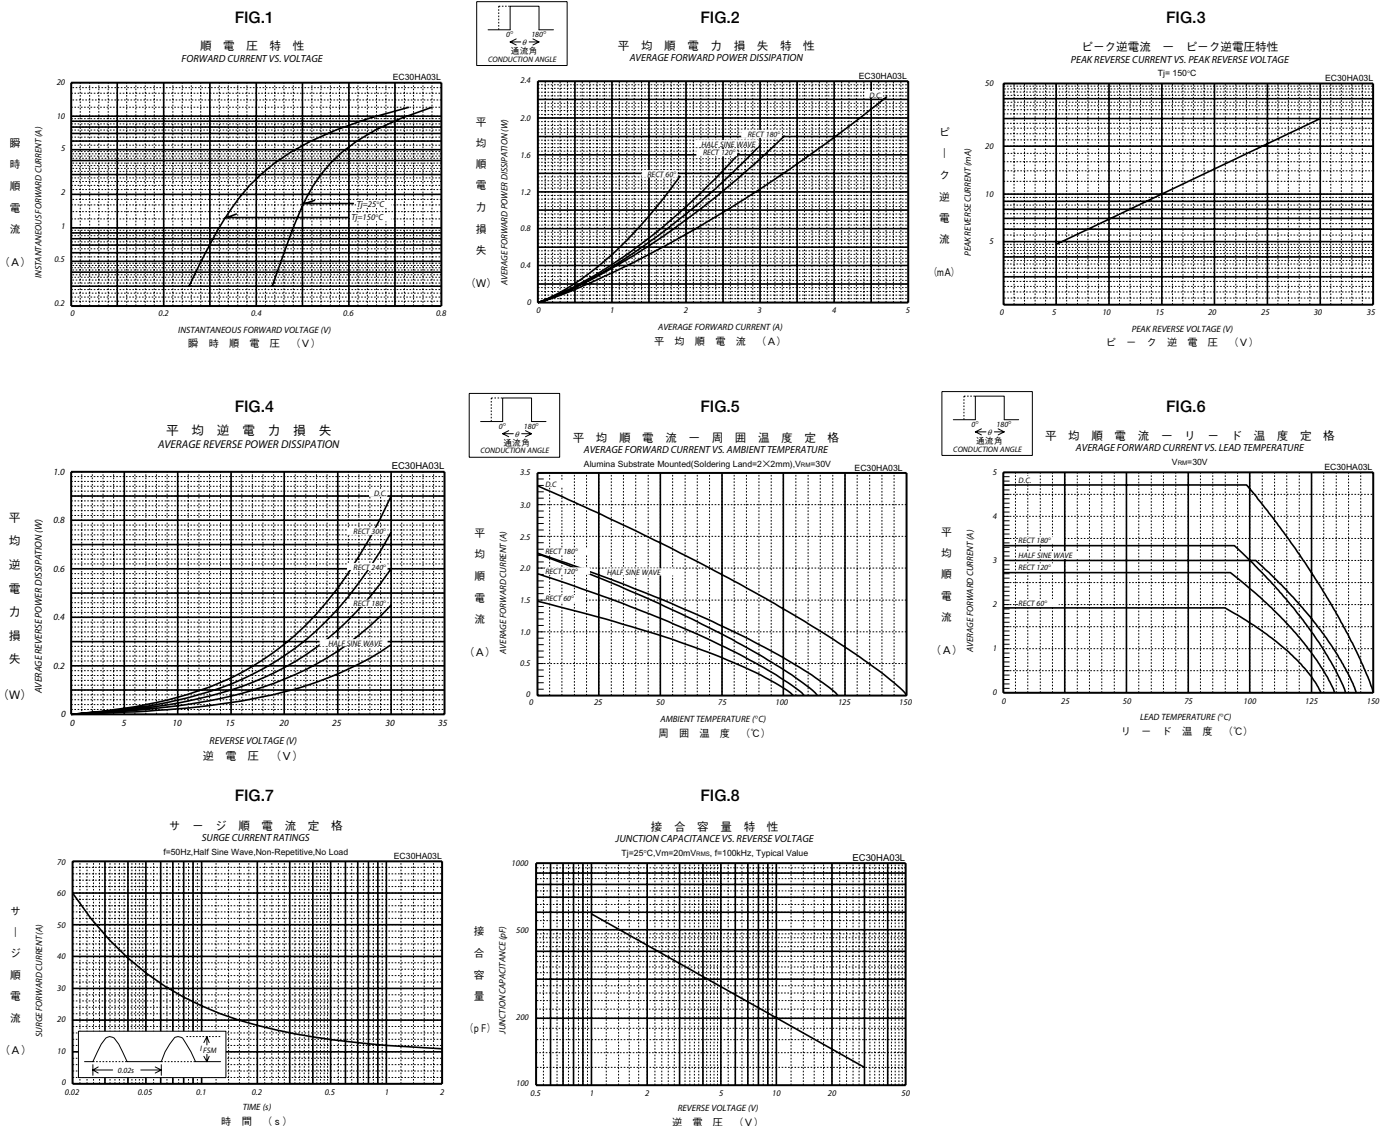 FIG.1
順電圧特性
FORWARD CURRENT VS. VOLTAGE
EC30HA03L
瞬時順電流 (A)
INSTANTANEOUS FORWARD CURRENT (A)
20
10
5
2
1
0.5
0.2
Tj=25°C
Tj=150°C
0 0.2 0.4 0.6 0.8
INSTANTANEOUS FORWARD VOLTAGE (V)
瞬時順電圧 (V)
FIG.2
0° 180°
θ
通流角
CONDUCTION ANGLE
平均順電力損失特性
AVERAGE FORWARD POWER DISSIPATION
EC30HA03L
平均順電力損失 (W)
AVERAGE FORWARD POWER DISSIPATION (W)
2.4
2.0
1.6
1.2
0.8
0.4
0
D.C.
RECT 180°
HALF SINE WAVE
RECT 120°
RECT 60°
0 1 2 3 4 5
AVERAGE FORWARD CURRENT (A)
平均順電流 (A)
FIG.3
ピーク逆電流 ー ピーク逆電圧特性
PEAK REVERSE CURRENT VS. PEAK REVERSE VOLTAGE
Tj= 150°C
EC30HA03L
ピーク逆電流 (mA)
PEAK REVERSE CURRENT (mA)
50
20
10
5
0 5 10 15 20 25 30 35
PEAK REVERSE VOLTAGE (V)
ピーク逆電圧 (V)
FIG.4
平均逆電力損失
AVERAGE REVERSE POWER DISSIPATION
EC30HA03L
平均逆電力損失 (W)
AVERAGE REVERSE POWER DISSIPATION (W)
1.0
0.8
0.6
0.4
0.2
0
D.C
RECT 300°
RECT 240°
RECT 180°
HALF SINE WAVE
0 5 10 15 20 25 30 35
REVERSE VOLTAGE (V)
逆電圧 (V)
FIG.5
0° 180°
θ
通流角
CONDUCTION ANGLE
平均順電流ー周囲温度定格
AVERAGE FORWARD CURRENT VS. AMBIENT TEMPERATURE
Alumina Substrate Mounted(Soldering Land=2×2mm),VRM=30V
EC30HA03L
平均順電流 (A)
AVERAGE FORWARD CURRENT (A)
3.5
3.0
2.5
2.0
1.5
1.0
0.5
0
D.C
RECT 180°
HALF SINE WAVE
RECT 120°
RECT 60°
0 25 50 75 100 125 150
AMBIENT TEMPERATURE (°C)
周囲温度 (℃)
FIG.6
0° 180°
θ
通流角
CONDUCTION ANGLE
平均順電流ーリード温度定格
AVERAGE FORWARD CURRENT VS. LEAD TEMPERATURE
VRM=30V
EC30HA03L
平均順電流 (A)
AVERAGE FORWARD CURRENT (A)
5
4
3
2
1
0
D.C.
RECT 180°
HALF SINE WAVE
RECT 120°
RECT 60°
0 25 50 75 100 125 150
LEAD TEMPERATURE (°C)
リード温度 (℃)
FIG.7
サージ順電流定格
SURGE CURRENT RATINGS
f=50Hz,Half Sine Wave,Non-Repetitive,No Load
EC30HA03L
サージ順電流 (A)
SURGE FORWARD CURRENT(A)
70
60
50
40
30
20
10
0
IFSM
0.02s
0.02 0.05 0.1 0.2 0.5 1 2
TIME (s)
時間 (s)
FIG.8
接合容量特性
JUNCTION CAPACITANCE VS. REVERSE VOLTAGE
Tj=25°C,Vm=20mVRMS, f=100kHz, Typical Value
EC30HA03L
接合容量 (pF)
JUNCTION CAPACITANCE (pF)
1000
500
200
100
0.5 1 2 5 10 20 50
REVERSE VOLTAGE (V)
逆電圧 (V)